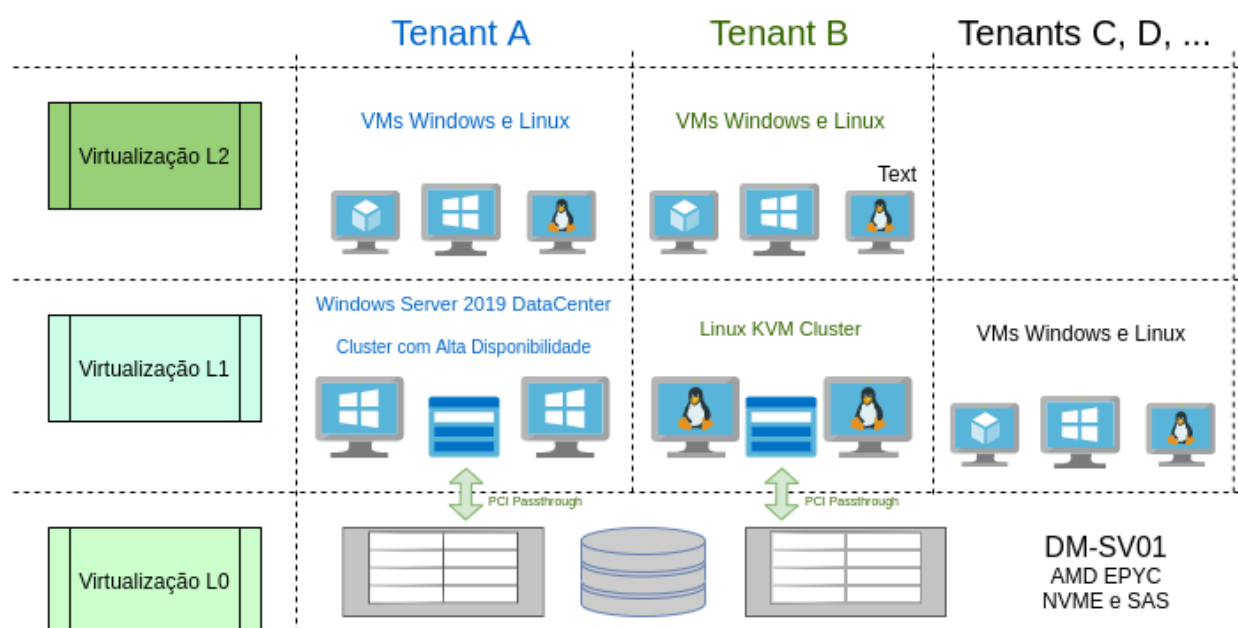 Tenant A
Tenant B
Tenants C, D, ...
Virtualização L2
VMs Windows e Linux
VMs Windows e Linux
Text
Virtualização L1
Windows Server 2019 DataCenter
Cluster com Alta Disponibilidade
Linux KVM Cluster
VMs Windows e Linux
PCI Passthrough
PCI Passthrough
Virtualização L0
DM-SV01
AMD EPYC
NVME e SAS